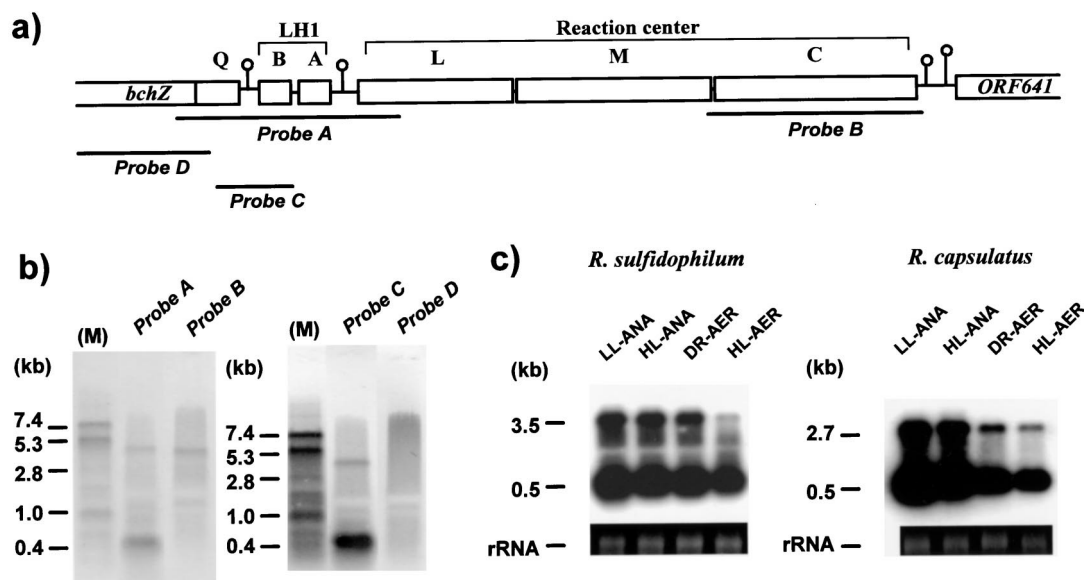 a)
LH1
Reaction center
Q B A L M C
bchZ
ORF641
Probe A
Probe B
Probe D
Probe C
b)
(M) Probe A Probe B
(kb)
7.4
5.3
2.8
1.0
0.4
(M) Probe C Probe D
(kb)
7.4
5.3
2.8
1.0
0.4
c)
R. sulfidophilum
LL-ANA HL-ANA DR-AER HL-AER
(kb)
3.5
0.5
rRNA
R. capsulatus
LL-ANA HL-ANA DR-AER HL-AER
(kb)
2.7
0.5
rRNA